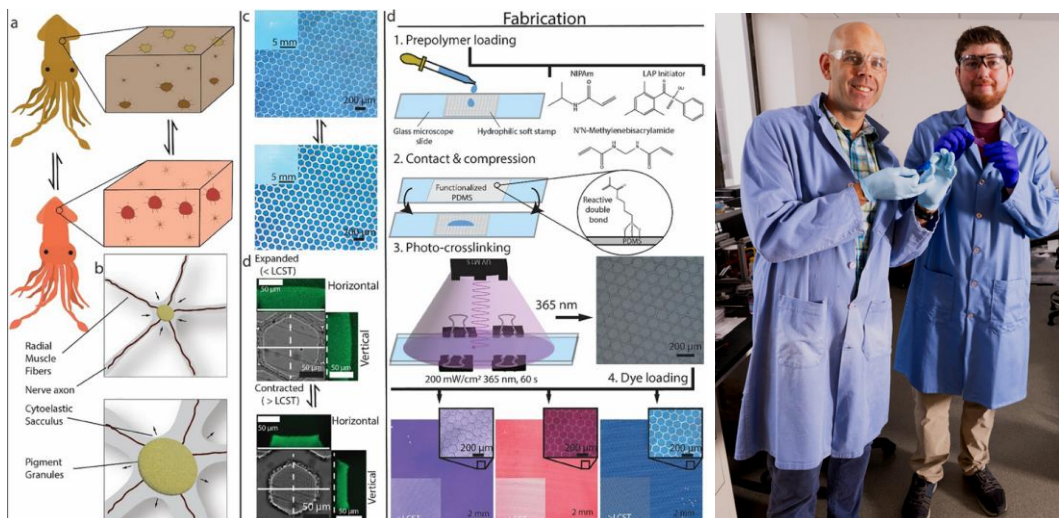 a
b
Radial
Muscle
Fibers
Nerve axon
Cytoelastic
Sacculus
Pigment
Granules
c
5 mm
200 µm
5 mm
d
Expanded
(< LCST)
50 µm
Horizontal
Vertical
50 µm
50 µm
Contracted
(> LCST)
50 µm
Horizontal
Vertical
50 µm
50 µm
d
Fabrication
1. Prepolymer loading
NIPAm
LAP Initiator
Glass microscope
slide
Hydrophilic soft stamp
N'N-Methylenebisacrylamide
2. Contact & compression
Functionalized
PDMS
Reactive
double
bond
PDMS
3. Photo-crosslinking
365 nm
200 µm
200 mW/cm² 365 nm, 60 s
4. Dye loading
200 µm
200 µm
200 µm
2 mm
2 mm
2 mm